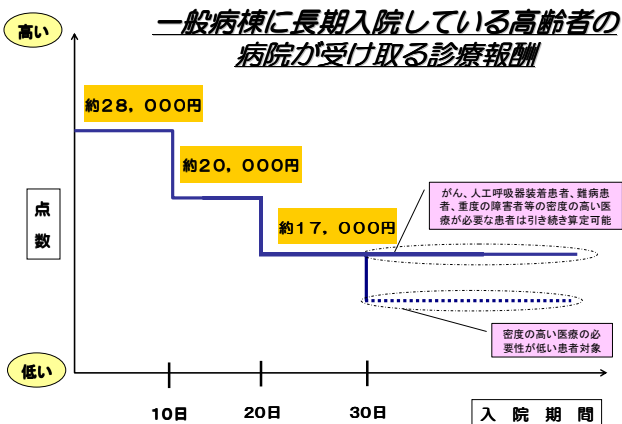 一般病棟に長期入院している高齢者の
病院が受け取る診療報酬
高い
約28，000円
約20，000円
約17，000円
がん、人工呼吸器装着患者、難病患
者、重度の障害者等の密度の高い医
療が必要な患者は引き続き算定可能
点
数
密度の高い医療の必
要性が低い患者対象
低い
10日
20日
30日
入院期間